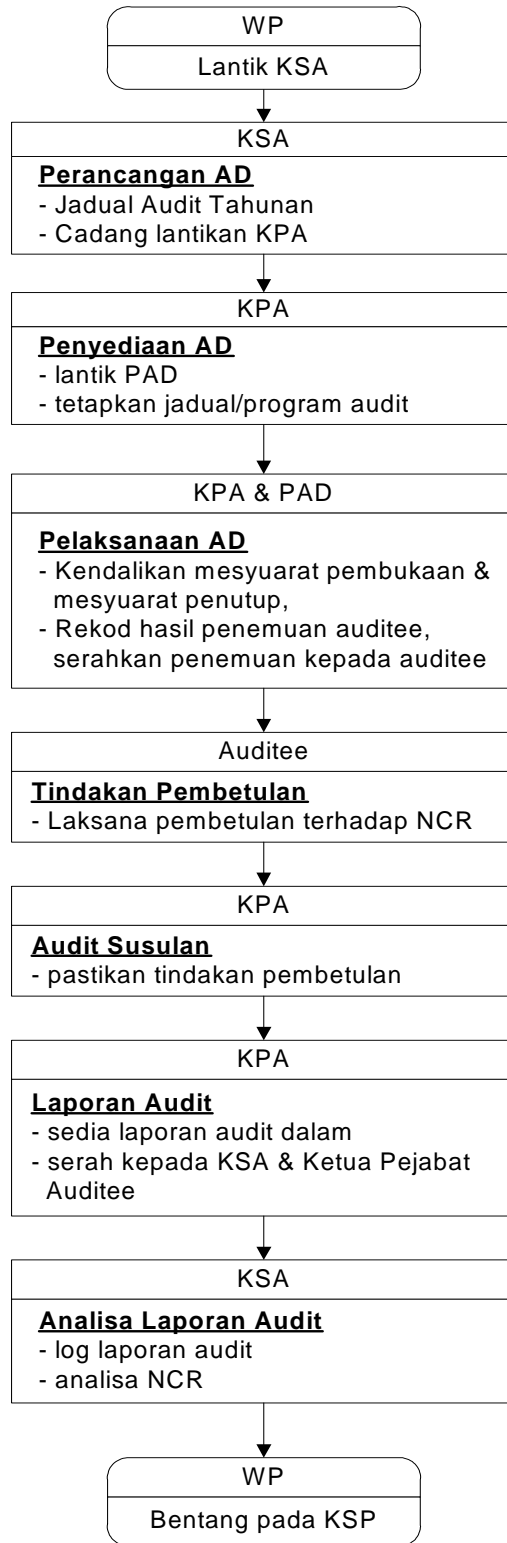 WP
Lantik KSA
KSA
Perancangan AD
- Jadual Audit Tahunan
- Cadang lantikan KPA
KPA
Penyediaan AD
- lantik PAD
- tetapkan jadual/program audit
KPA & PAD
Pelaksanaan AD
- Kendalikan mesyuarat pembukaan &
mesyuarat penutup,
- Rekod hasil penemuan auditee,
serahkan penemuan kepada auditee
Auditee
Tindakan Pembetulan
- Laksana pembetulan terhadap NCR
KPA
Audit Susulan
- pastikan tindakan pembetulan
KPA
Laporan Audit
- sedia laporan audit dalam
- serah kepada KSA & Ketua Pejabat
Auditee
KSA
Analisa Laporan Audit
- log laporan audit
- analisa NCR
WP
Bentang pada KSP